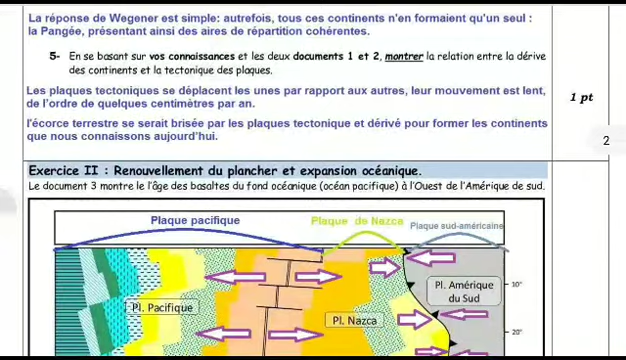 La réponse de Wegener est simple: autrefois, tous ces continents n'en formaient qu'un seul :
la Pangée, présentant ainsi des aires de répartition cohérentes.
5- En se basant sur vos connaissances et les deux documents 1 et 2, montrer la relation entre la dérive
des continents et la tectonique des plaques.
Les plaques tectoniques se déplacent les unes par rapport aux autres, leur mouvement est lent,
de l'ordre de quelques centimètres par an.
1 pt
l'écorce terrestre se serait brisée par les plaques tectonique et dérivé pour former les continents
que nous connaissons aujourd'hui.
2
Exercice II : Renouvellement du plancher et expansion océanique.
Le document 3 montre le l'âge des basaltes du fond océanique (océan pacifique) à l'Ouest de l'Amérique de sud.
Plaque pacifique
Plaque de Nazca
Plaque sud-américaine
10°
Pl. Amérique
du Sud
Pl. Pacifique
Pl. Nazca
20°